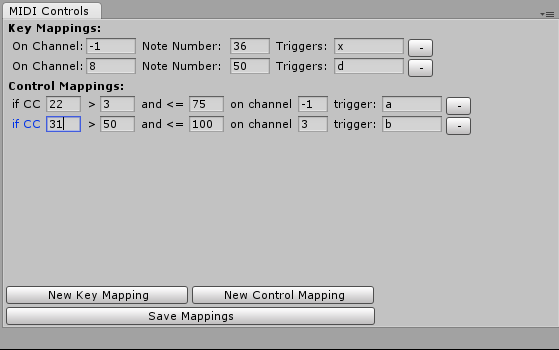 MIDI Controls
Key Mappings:
On Channel: -1 Note Number: 36 Triggers: x -
On Channel: 8 Note Number: 50 Triggers: d -
Control Mappings:
if CC 22 > 3 and <= 75 on channel -1 trigger: a -
if CC 31 > 50 and <= 100 on channel 3 trigger: b -
New Key Mapping New Control Mapping
Save Mappings